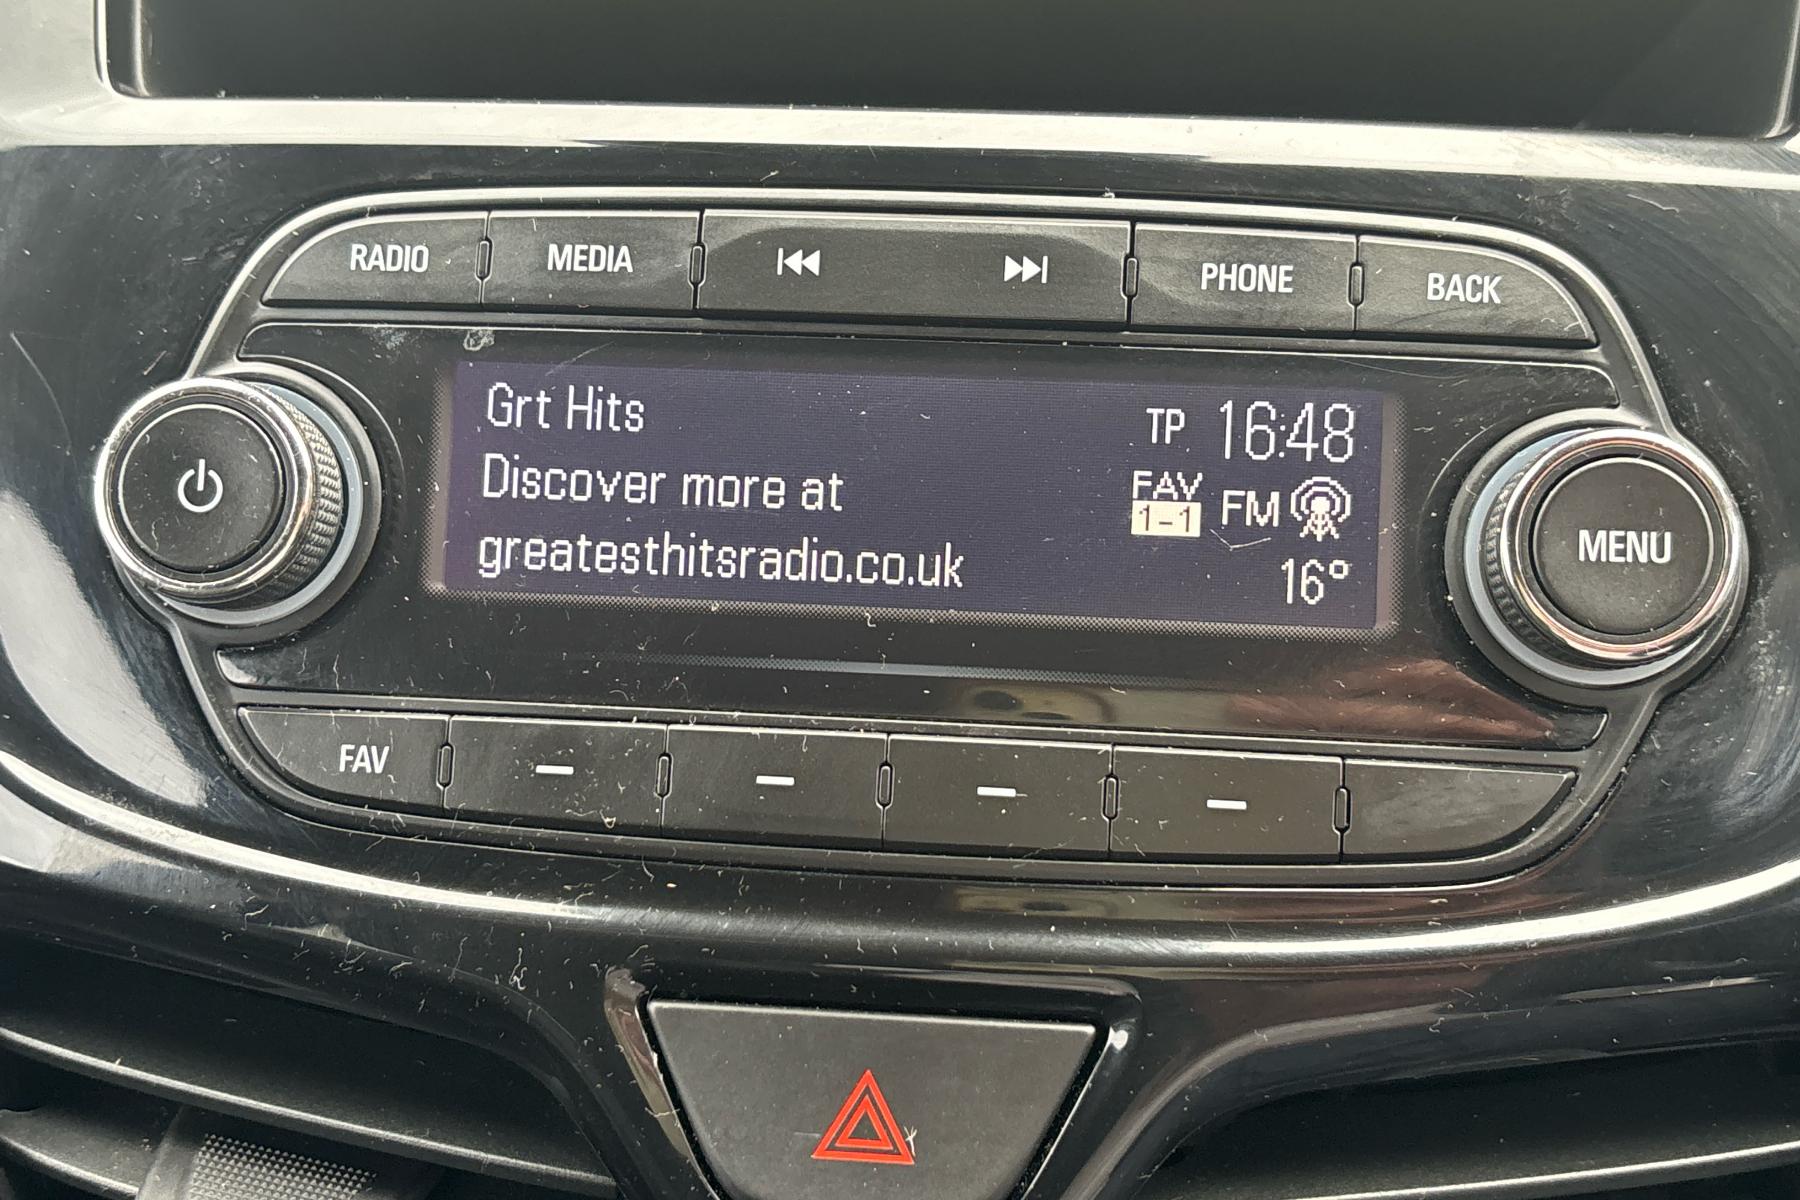 RADIO MEDIA PHONE BACK
Grt Hits TP 16:48
Discover more at FAV FM
1-1
greatesthitsradio.co.uk 16°
MENU
FAV